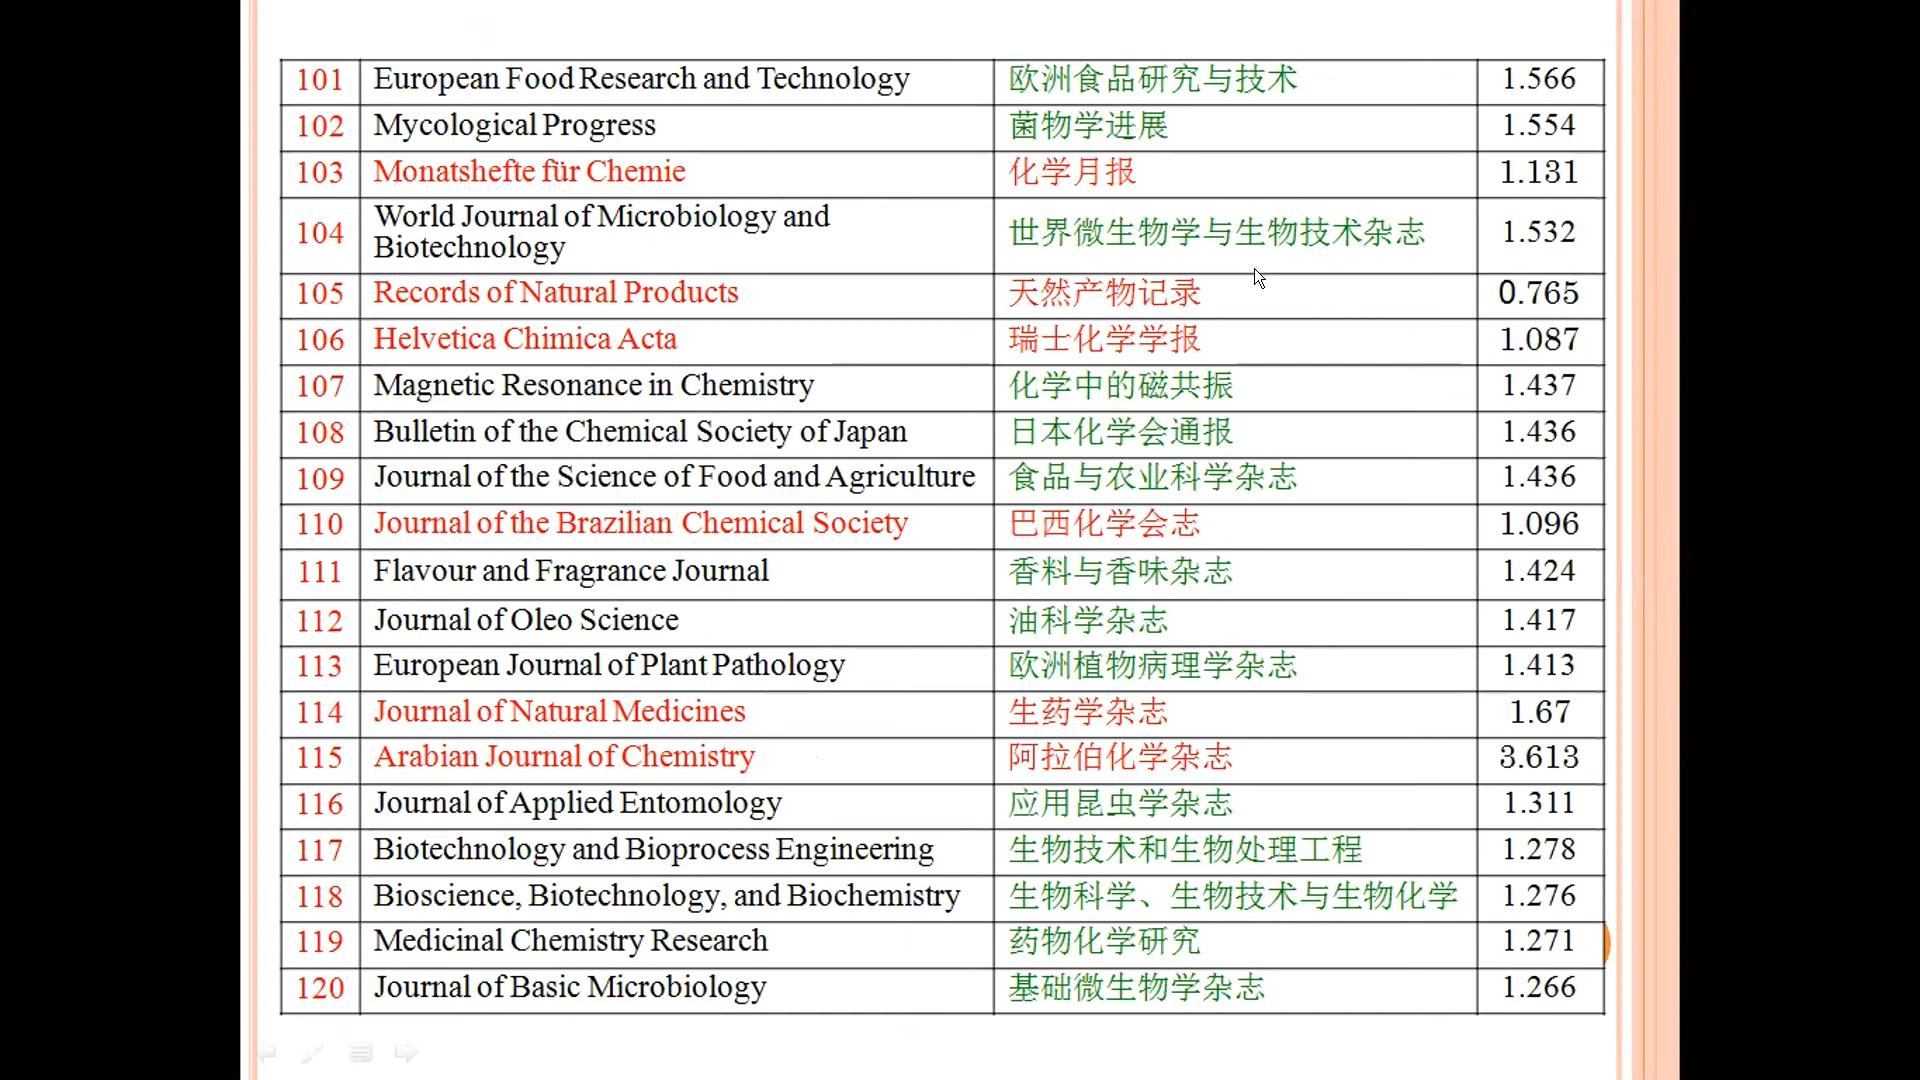 101 European Food Research and Technology 欧洲食品研究与技术 1.566
102 Mycological Progress 菌物学进展 1.554
103 Monatshefte für Chemie 化学月报 1.131
104 World Journal of Microbiology and Biotechnology 世界微生物学与生物技术杂志 1.532
105 Records of Natural Products 天然产物记录 0.765
106 Helvetica Chimica Acta 瑞士化学学报 1.087
107 Magnetic Resonance in Chemistry 化学中的磁共振 1.437
108 Bulletin of the Chemical Society of Japan 日本化学会通报 1.436
109 Journal of the Science of Food and Agriculture 食品与农业科学杂志 1.436
110 Journal of the Brazilian Chemical Society 巴西化学会志 1.096
111 Flavour and Fragrance Journal 香料与香味杂志 1.424
112 Journal of Oleo Science 油科学杂志 1.417
113 European Journal of Plant Pathology 欧洲植物病理学杂志 1.413
114 Journal of Natural Medicines 生药学杂志 1.67
115 Arabian Journal of Chemistry 阿拉伯化学杂志 3.613
116 Journal of Applied Entomology 应用昆虫学杂志 1.311
117 Biotechnology and Bioprocess Engineering 生物技术和生物处理工程 1.278
118 Bioscience, Biotechnology, and Biochemistry 生物科学、生物技术与生物化学 1.276
119 Medicinal Chemistry Research 药物化学研究 1.271
120 Journal of Basic Microbiology 基础微生物学杂志 1.266